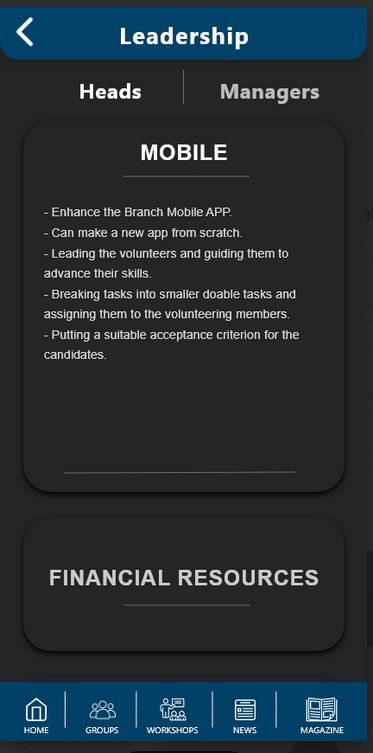 Leadership
Heads
Managers
MOBILE
- Enhance the Branch Mobile APP.
- Can make a new app from scratch.
- Leading the volunteers and guiding them to
advance their skills.
- Breaking tasks into smaller doable tasks and
assigning them to the volunteering members.
- Putting a suitable acceptance criterion for the
candidates.
FINANCIAL RESOURCES
HOME
GROUPS
WORKSHOPS
NEWS
MAGAZINE